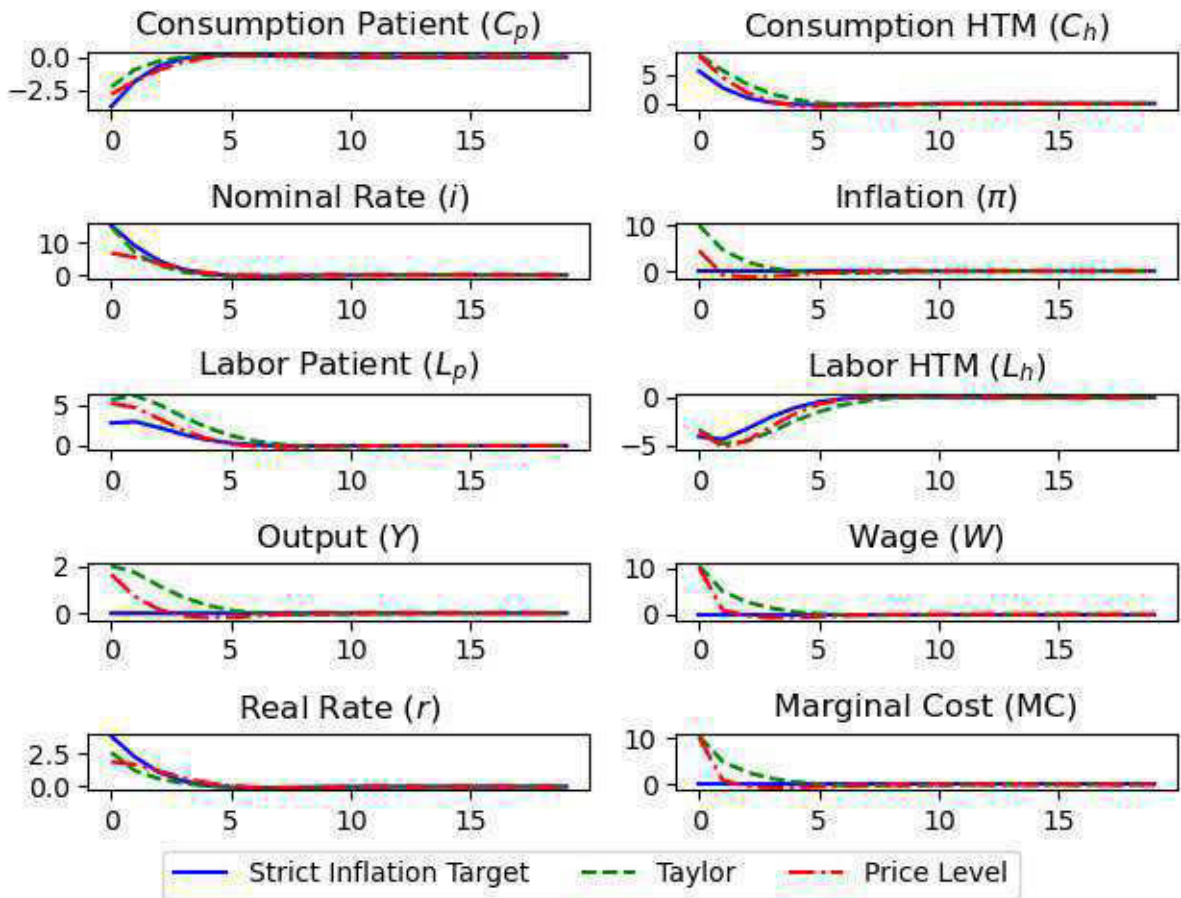 Consumption Patient (C_p)
Consumption HTM (C_h)
0.0
−2.5
0 5 10 15
5
0
0 5 10 15
Nominal Rate (i)
Inflation (π)
10
0
0 5 10 15
10
0
0 5 10 15
Labor Patient (L_p)
Labor HTM (L_h)
5
0
0 5 10 15
0
−5
0 5 10 15
Output (Y)
Wage (W)
2
0
0 5 10 15
10
0
0 5 10 15
Real Rate (r)
Marginal Cost (MC)
2.5
0.0
0 5 10 15
10
0
0 5 10 15
Strict Inflation Target Taylor Price Level